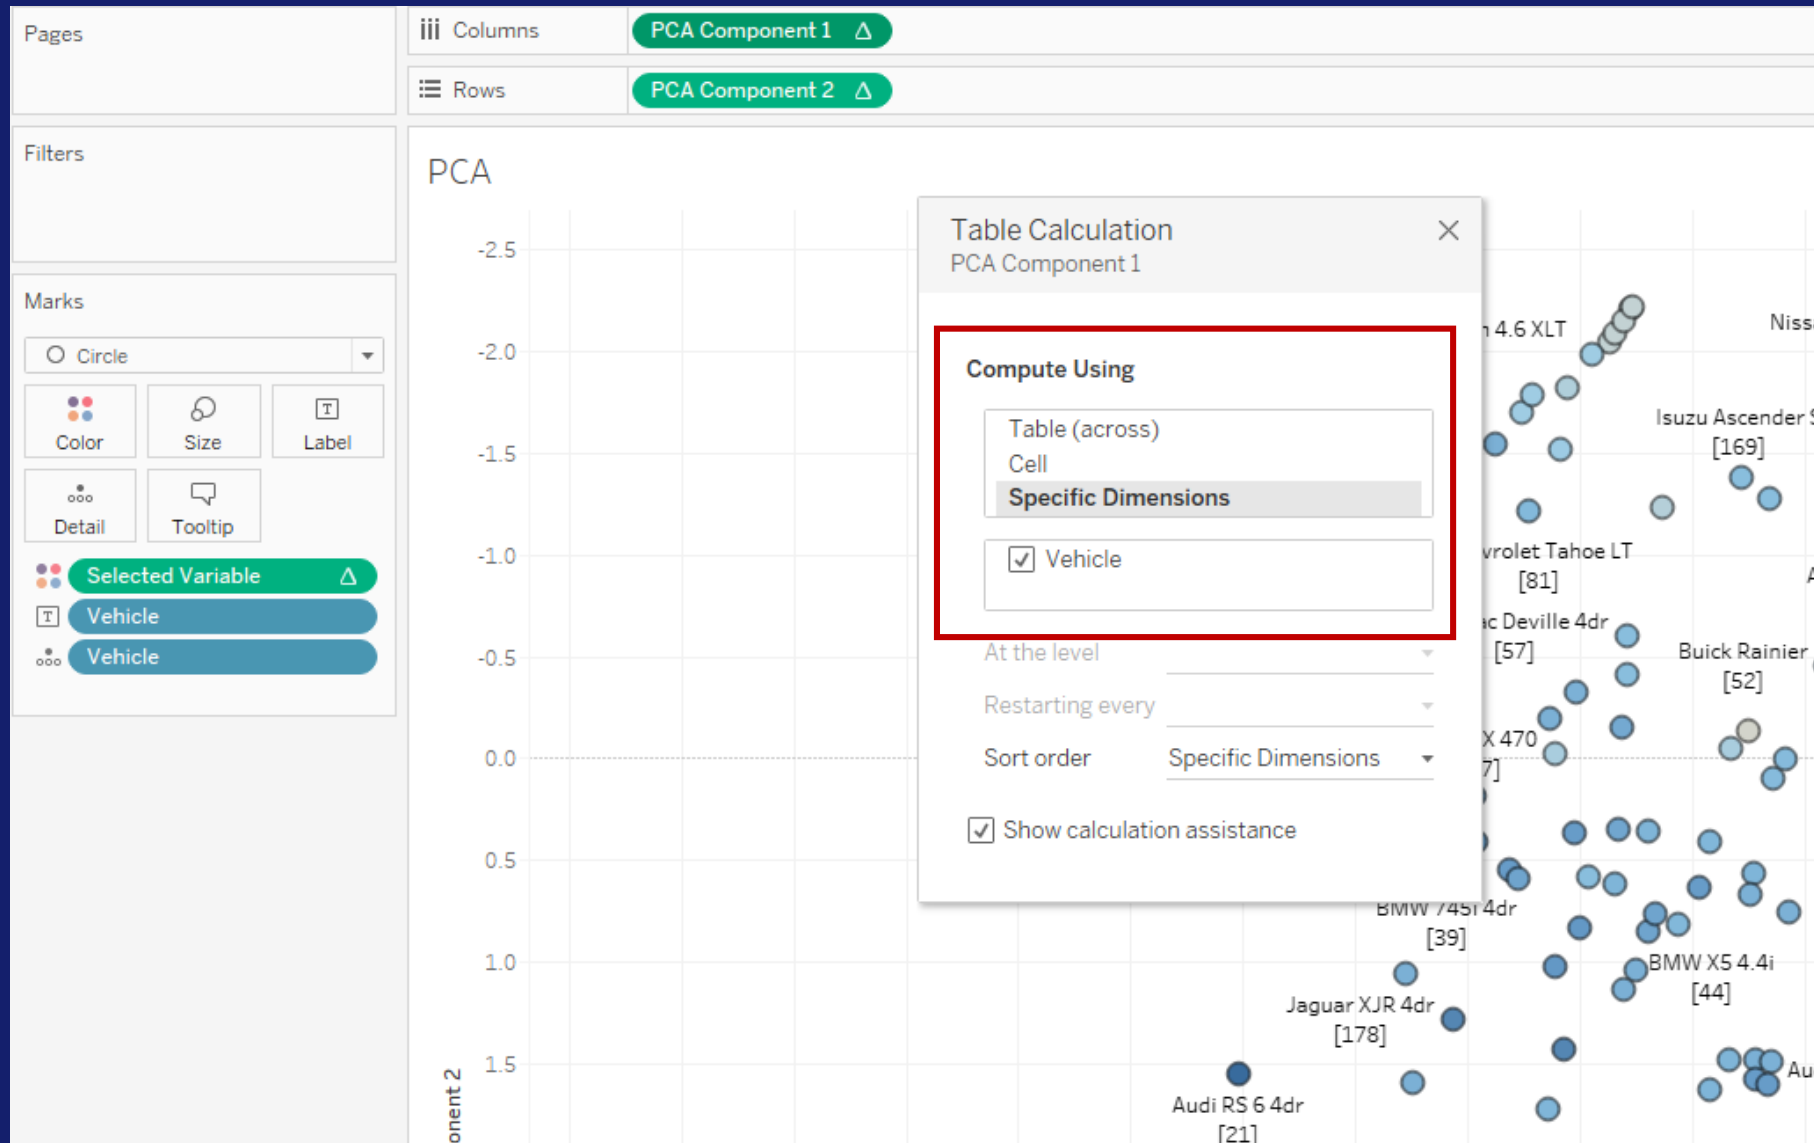 Pages
Columns
PCA Component 1
Rows
PCA Component 2
Filters
Marks
Circle
Color
Size
Label
Detail
Tooltip
Selected Variable
T Vehicle
Vehicle
PCA
-2.5
-2.0
-1.5
-1.0
-0.5
0.0
0.5
1.0
1.5
Table Calculation
PCA Component 1
Compute Using
Table (across)
Cell
Specific Dimensions
Vehicle
At the level
Restarting every
Sort order Specific Dimensions
Show calculation assistance
4.6 XLT
Isuzu Ascender
[169]
Tahoe LT
[81]
Deville 4dr
[57]
Buick Rainier
[52]
470
BMW 745i 4dr
[39]
BMW X5 4.4i
[44]
Jaguar XJR 4dr
[178]
Audi RS 6 4dr
[21]